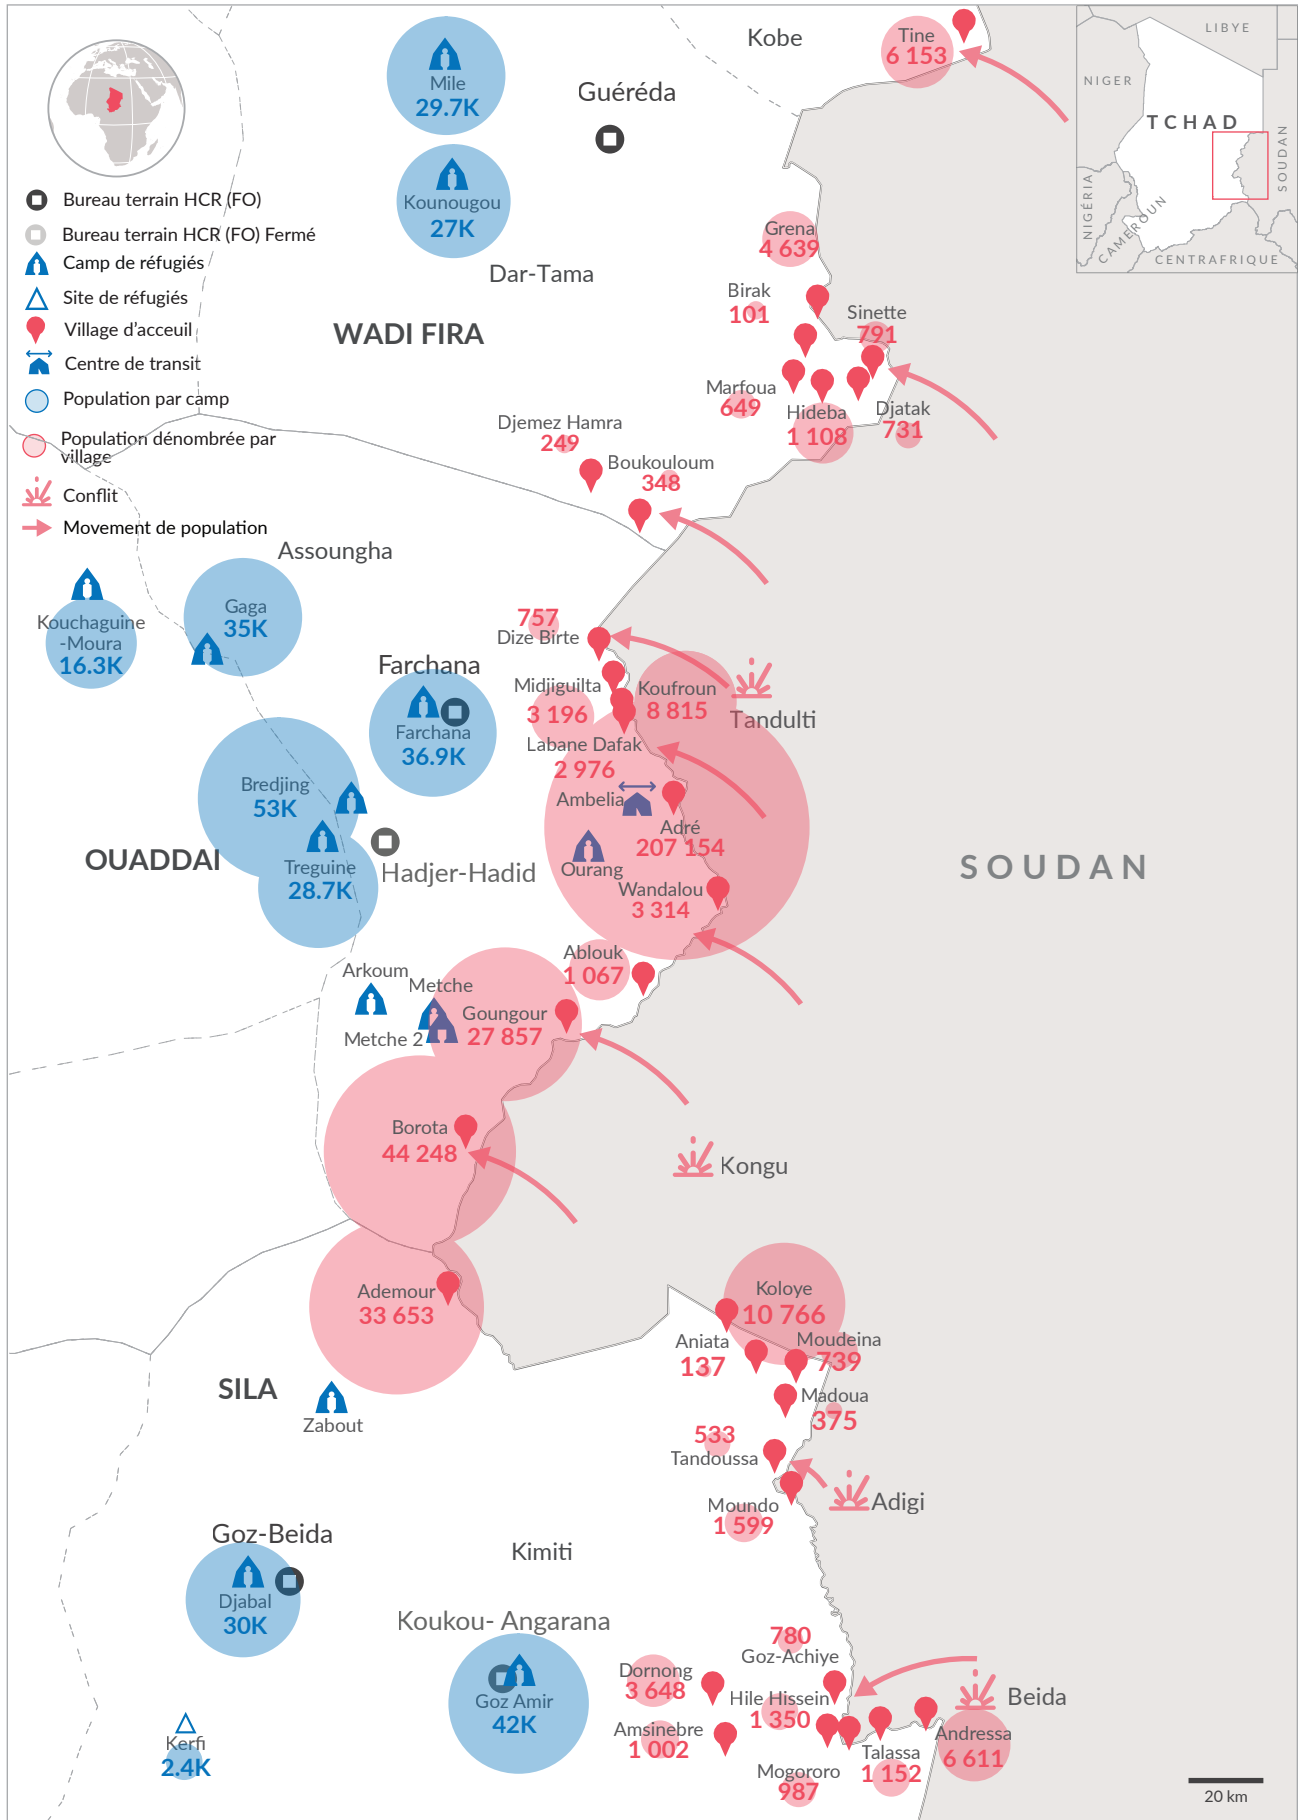 Kobe
Tine
6 153
LIBYE
NIGER
TCHAD
SOUDAN
NIGÉRIA
CAMEROUN
CENTRAFRIQUE
Mile
29.7K
Guéréda
Kounougou
27K
Bureau terrain HCR (FO)
Bureau terrain HCR (FO) Fermé
Camp de réfugiés
Site de réfugiés
Village d'acceuil
Centre de transit
Population par camp
Population dénombrée par
village
Conflit
Movement de population
Dar-Tama
WADI FIRA
Grena
4 639
Birak
101
Sinette
791
Marfoua
649
Hideba
1 108
Djatak
731
Djemez Hamra
249
Boukouloum
348
Assoungha
Kouchaguine
-Moura
16.3K
Gaga
35K
757
Dize Birte
Farchana
Farchana
36.9K
Midjiguilta
3 196
Koufroun
8 815
Tandulti
Labane Dafak
2 976
Bredjing
53K
Ambelia
Adré
207 154
OUADDAI
Treguine
28.7K
Hadjer-Hadid
Ourang
Wandalou
3 314
SOUDAN
Ablouk
1 067
Arkoum
Metche
Metche 2
Goungour
27 857
Borota
44 248
Kongu
Ademour
33 653
Koloye
10 766
Aniata
137
Moudeina
739
SILA
Zabout
Madoua
375
533
Tandoussa
Moundo
1 599
Adigi
Goz-Beida
Djabal
30K
Kimiti
Koukou- Angarana
Goz Amir
42K
780
Goz-Achiye
Dornong
3 648
Hile Hissein
1 350
Beida
Amsinebre
1 002
Andressa
6 611
Talassa
1 152
Mogororo
987
Kerfi
2.4K
20 km